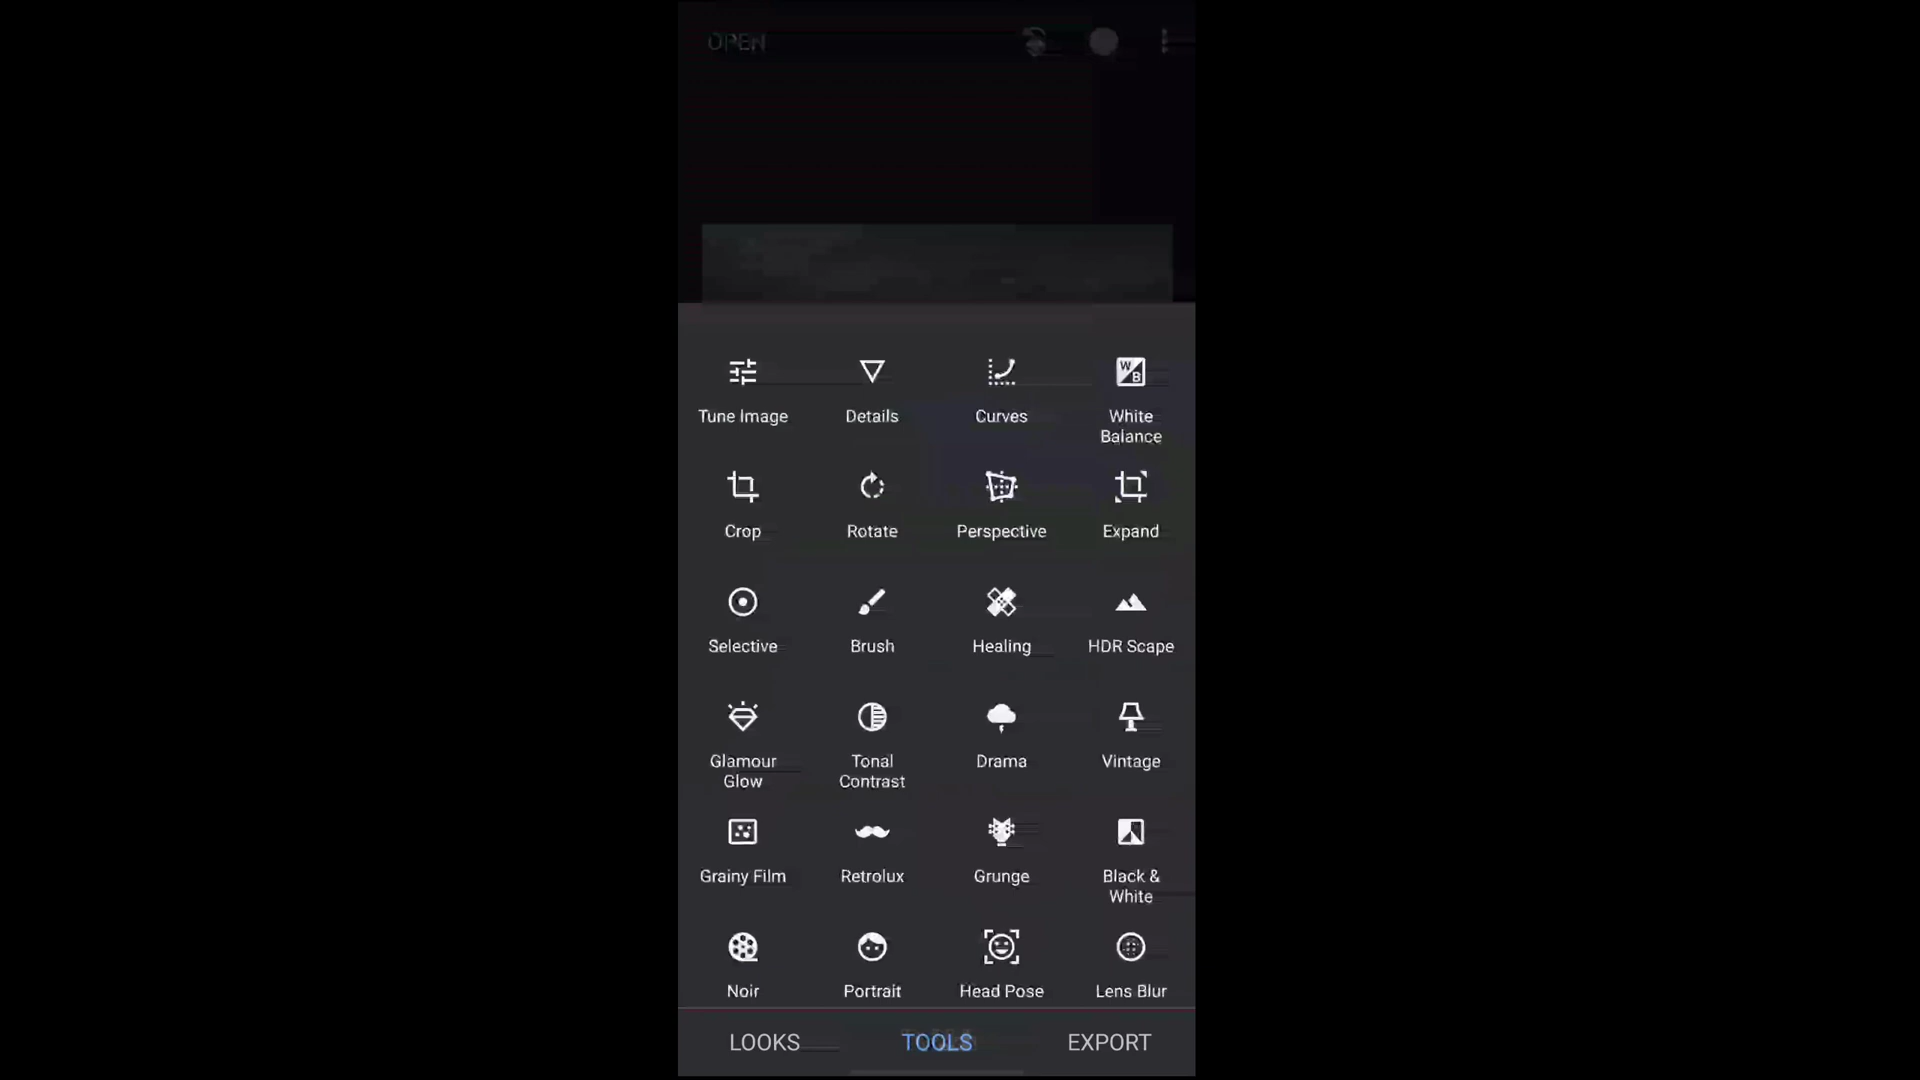 OPEN
Tune Image Details Curves White Balance
Crop Rotate Perspective Expand
Selective Brush Healing HDR Scape
Glamour Glow Tonal Contrast Drama Vintage
Grainy Film Retrolux Grunge Black & White
Noir Portrait Head Pose Lens Blur
LOOKS TOOLS EXPORT